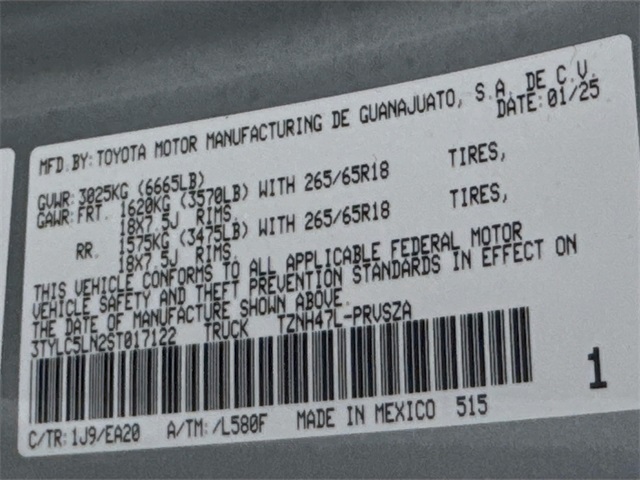 MFD.BY:TOYOTA MOTOR MANUFACTURING DE GUANAJUATO, S.A. DE C.V.
DATE:01/25
GVWR:3025KG (6665LB)
GAWR:FRT. 1620KG (3570LB) WITH 265/65R18 TIRES,
18X7.5J RIMS.
RR. 1575KG (3475LB) WITH 265/65R18 TIRES,
18X7.5J RIMS.
THIS VEHICLE CONFORMS TO ALL APPLICABLE FEDERAL MOTOR
VEHICLE SAFETY AND THEFT PREVENTION STANDARDS IN EFFECT ON
THE DATE OF MANUFACTURE SHOWN ABOVE.
3TYLC5LN2ST017122 TRUCK TZNH47L-PRVSZA
1
C/TR:1J9/EA20 A/TM:/L580F MADE IN MEXICO 515